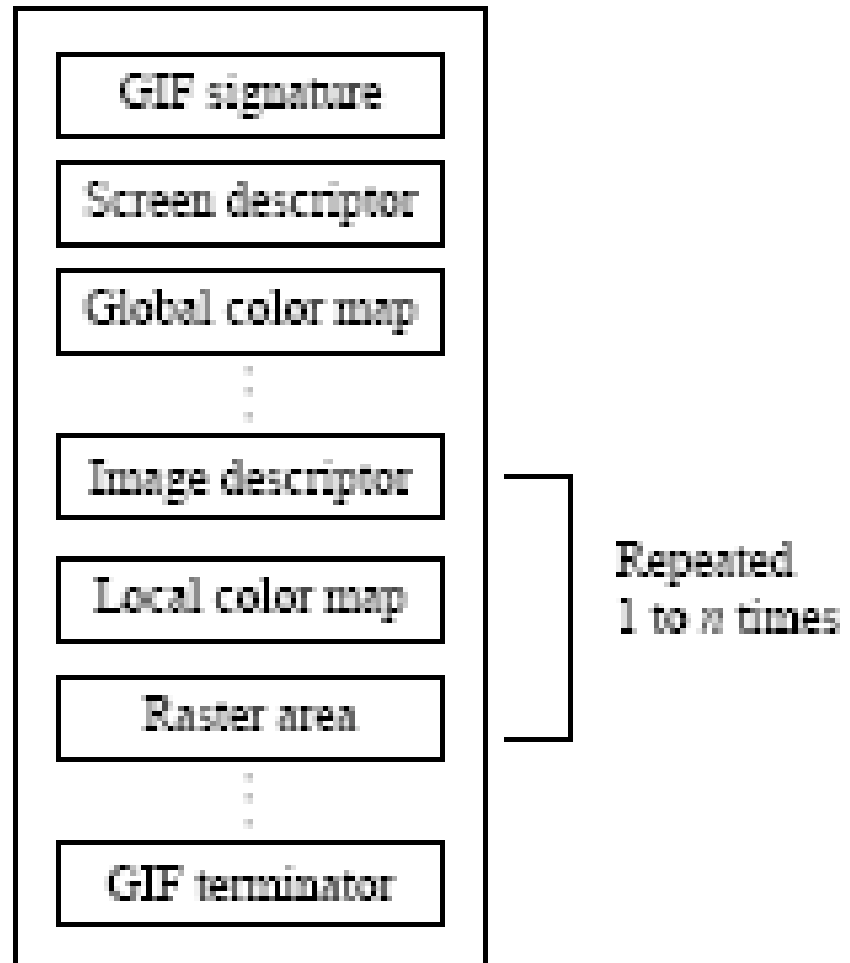 GIF signature
Screen descriptor
Global color map
Image descriptor
Local color map
Raster area
GIF terminator
Repeated
1 to n times